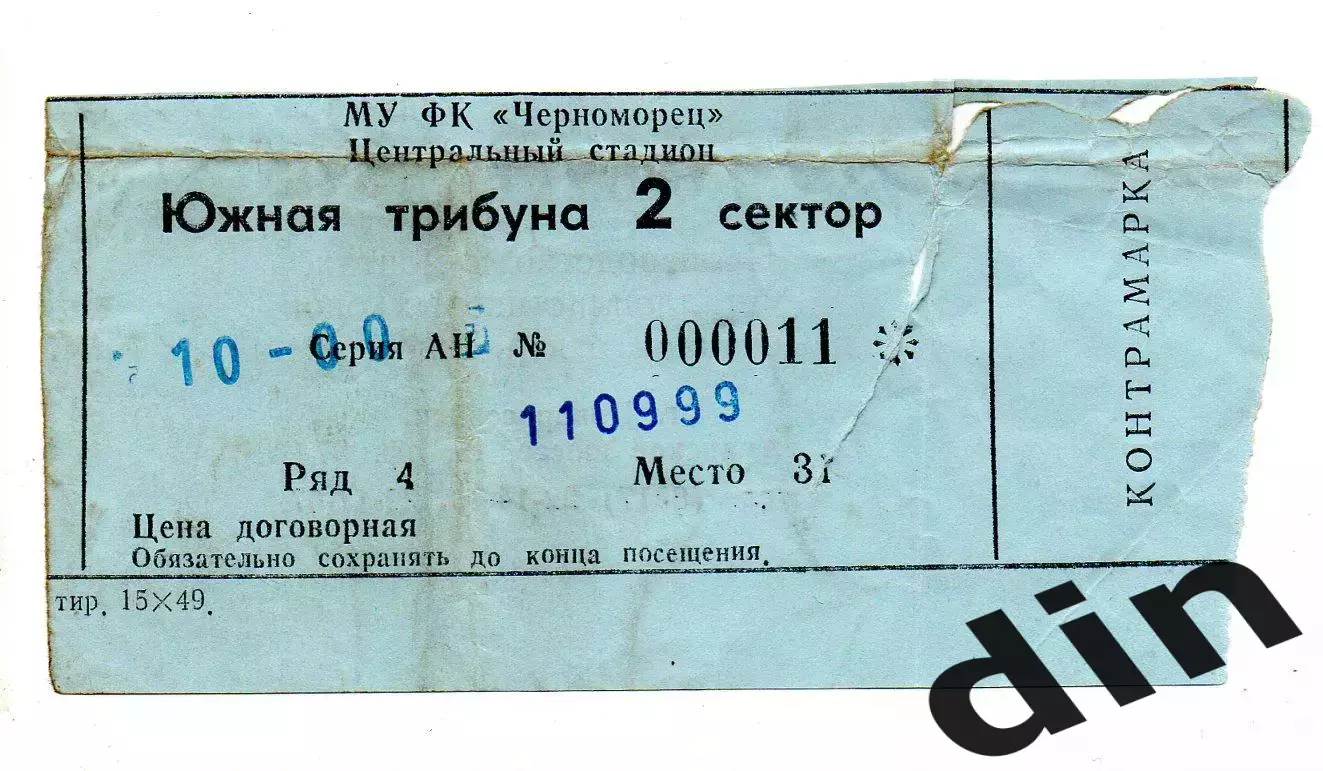 МУ ФК «Черноморец»
Центральный стадион
Южная трибуна 2 сектор
10-00
Серия АН № 000011
110999
Ряд 4 Место 31
Цена договорная
Обязательно сохранять до конца посещения.
тир. 15×49.
КОНТРАМАРКА
din